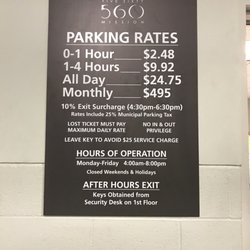 560
MISSION
PARKING RATES
0-1 Hour $2.48
1-4 Hours $9.92
All Day $24.75
Monthly $495
10% Exit Surcharge (4:30pm-6:30pm)
Rates Include 25% Municipal Parking Tax
LOST TICKET MUST PAY NO IN & OUT
MAXIMUM DAILY RATE PRIVILEGE
LEAVE KEY TO AVOID $25 SERVICE CHARGE
HOURS OF OPERATION
Monday-Friday 4:00am-8:00pm
Closed Weekends & Holidays
AFTER HOURS EXIT
Keys Obtained from
Security Desk on 1st Floor